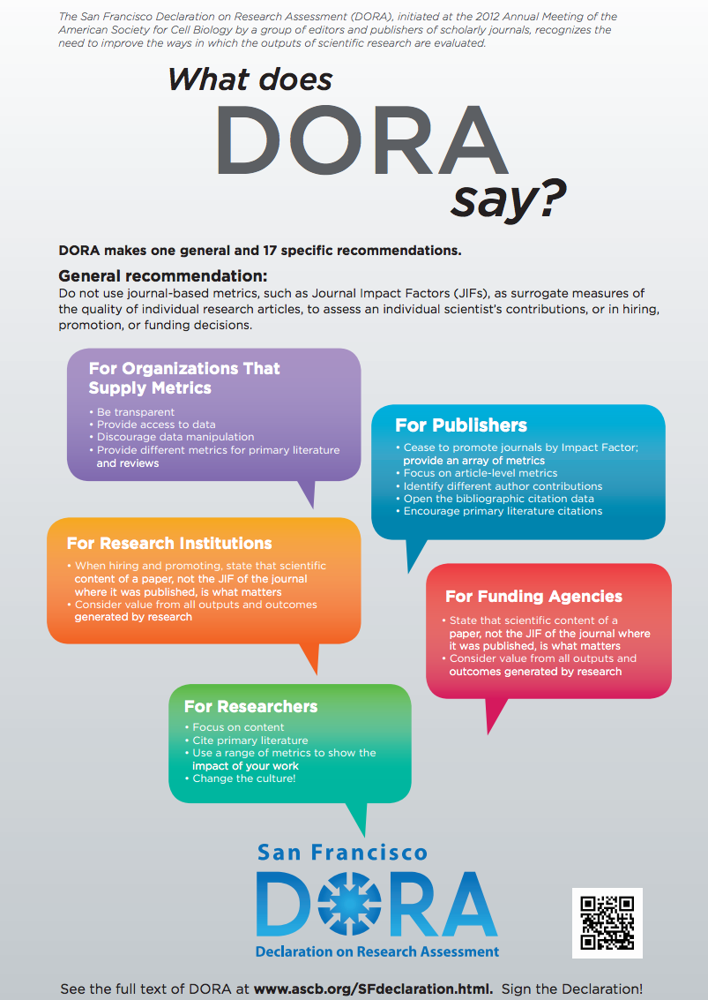 The San Francisco Declaration on Research Assessment (DORA), initiated at the 2012 Annual Meeting of the
American Society for Cell Biology by a group of editors and publishers of scholarly journals, recognizes the
need to improve the ways in which the outputs of scientific research are evaluated.
What does
DORA
say?
DORA makes one general and 17 specific recommendations.
General recommendation:
Do not use journal-based metrics, such as Journal Impact Factors (JIFs), as surrogate measures of
the quality of individual research articles, to assess an individual scientist's contributions, or in hiring,
promotion, or funding decisions.
For Organizations That
Supply Metrics
• Be transparent
• Provide access to data
• Discourage data manipulation
• Provide different metrics for primary literature
and reviews
For Publishers
• Cease to promote journals by Impact Factor;
provide an array of metrics
• Focus on article-level metrics
• Identify different author contributions
• Open the bibliographic citation data
• Encourage primary literature citations
For Research Institutions
• When hiring and promoting, state that scientific
content of a paper, not the JIF of the journal
where it was published, is what matters
• Consider value from all outputs and outcomes
generated by research
For Funding Agencies
• State that scientific content of a
paper, not the JIF of the journal where
it was published, is what matters
• Consider value from all outputs and
outcomes generated by research
For Researchers
• Focus on content
• Cite primary literature
• Use a range of metrics to show the
impact of your work
• Change the culture!
San Francisco
DORA
Declaration on Research Assessment
See the full text of DORA at www.ascb.org/SFdeclaration.html. Sign the Declaration!